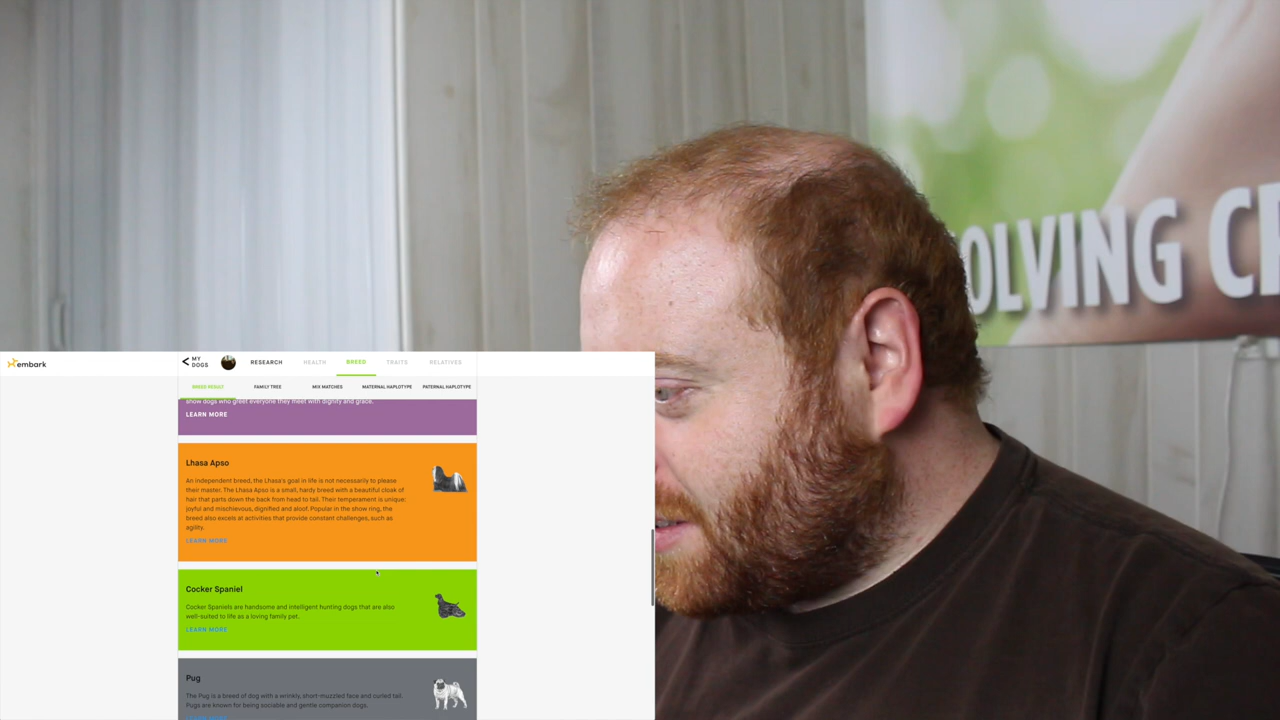 OLVING C
embark
MY DOGS
RESEARCH
HEALTH
BREED
TRAITS
RELATIVES
BREED RESULT
FAMILY TREE
MIX MATCHES
MATERNAL HAPLOTYPE
PATERNAL HAPLOTYPE
show dogs who greet everyone they meet with dignity and grace.
LEARN MORE
Lhasa Apso
An independent breed, the Lhasa's goal in life is not necessarily to please
their master. The Lhasa Apso is a small, hardy breed with a beautiful cloak of
hair that parts down the back from head to tail. Their temperament is unique:
joyful and mischievous, dignified and aloof. Popular in the show ring, the
breed also excels at activities that provide constant challenges, such as
agility.
LEARN MORE
Cocker Spaniel
Cocker Spaniels are handsome and intelligent hunting dogs that are also
well-suited to life as a loving family pet.
LEARN MORE
Pug
The Pug is a breed of dog with a wrinkly, short-muzzled face and curled tail.
Pugs are known for being sociable and gentle companion dogs.